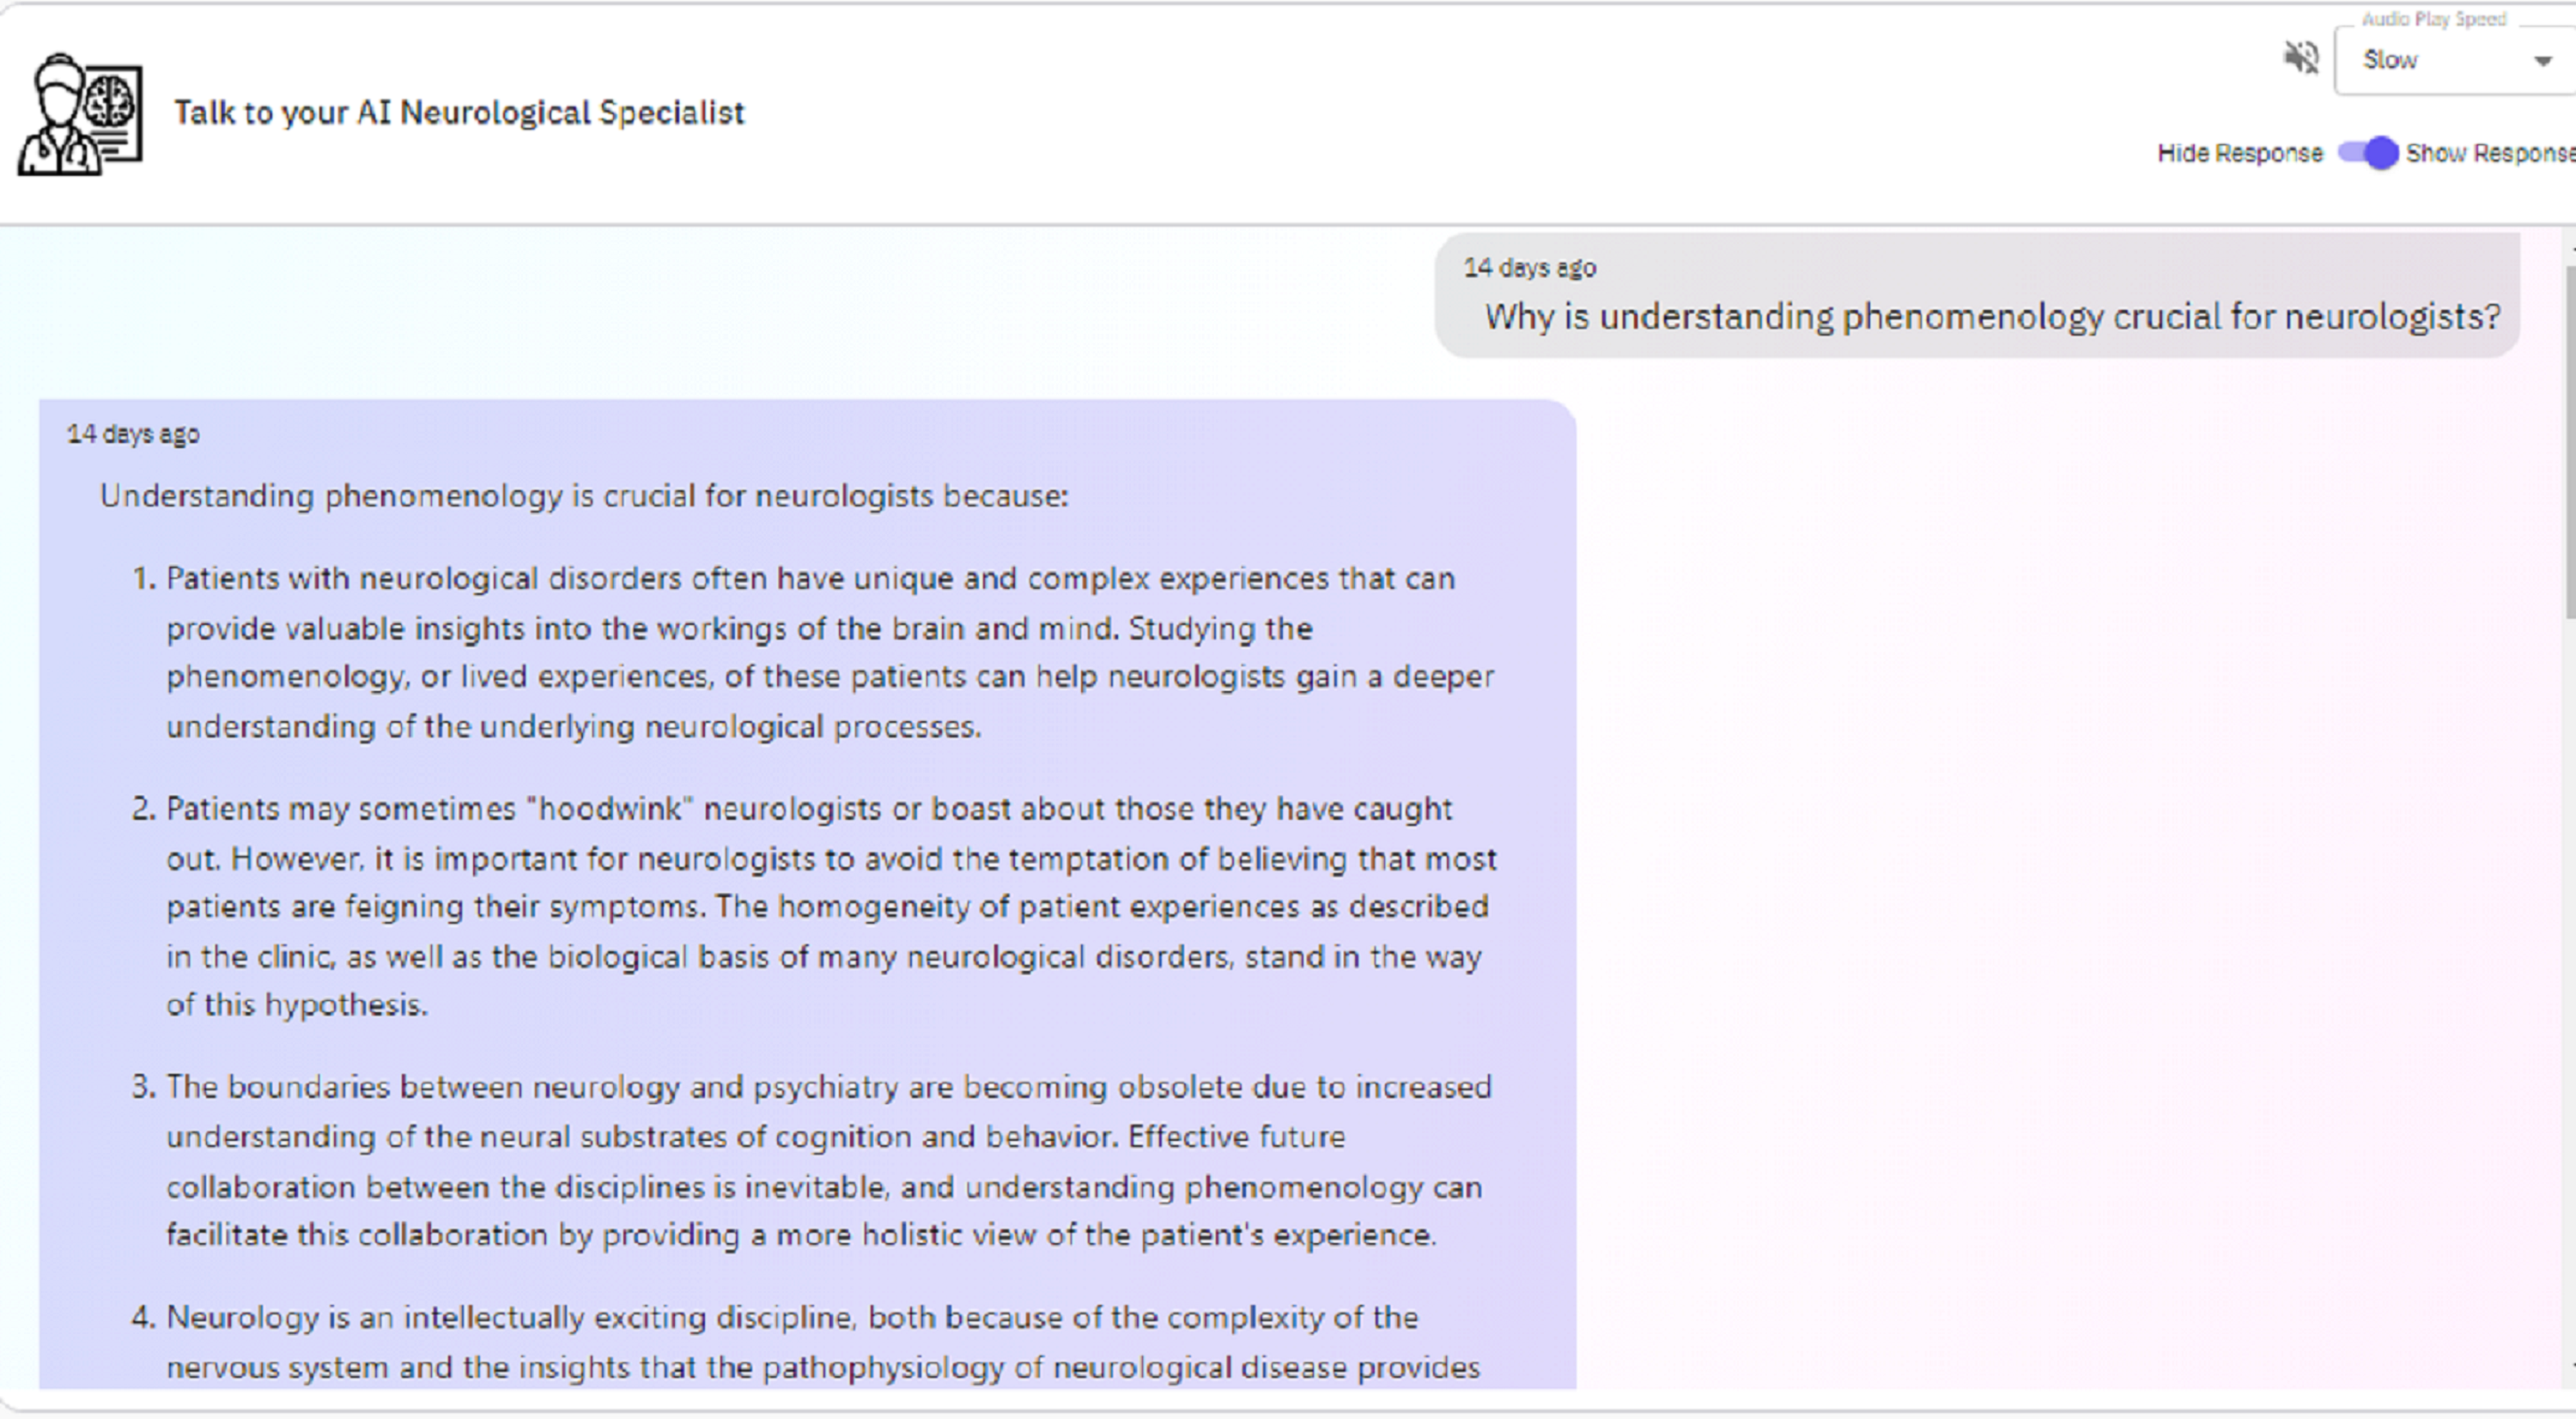 Audio Play Speed
Slow
Talk to your AI Neurological Specialist
Hide Response Show Response
14 days ago
Why is understanding phenomenology crucial for neurologists?
14 days ago
Understanding phenomenology is crucial for neurologists because:
1. Patients with neurological disorders often have unique and complex experiences that can
provide valuable insights into the workings of the brain and mind. Studying the
phenomenology, or lived experiences, of these patients can help neurologists gain a deeper
understanding of the underlying neurological processes.
2. Patients may sometimes "hoodwink" neurologists or boast about those they have caught
out. However, it is important for neurologists to avoid the temptation of believing that most
patients are feigning their symptoms. The homogeneity of patient experiences as described
in the clinic, as well as the biological basis of many neurological disorders, stand in the way
of this hypothesis.
3. The boundaries between neurology and psychiatry are becoming obsolete due to increased
understanding of the neural substrates of cognition and behavior. Effective future
collaboration between the disciplines is inevitable, and understanding phenomenology can
facilitate this collaboration by providing a more holistic view of the patient's experience.
4. Neurology is an intellectually exciting discipline, both because of the complexity of the
nervous system and the insights that the pathophysiology of neurological disease provides